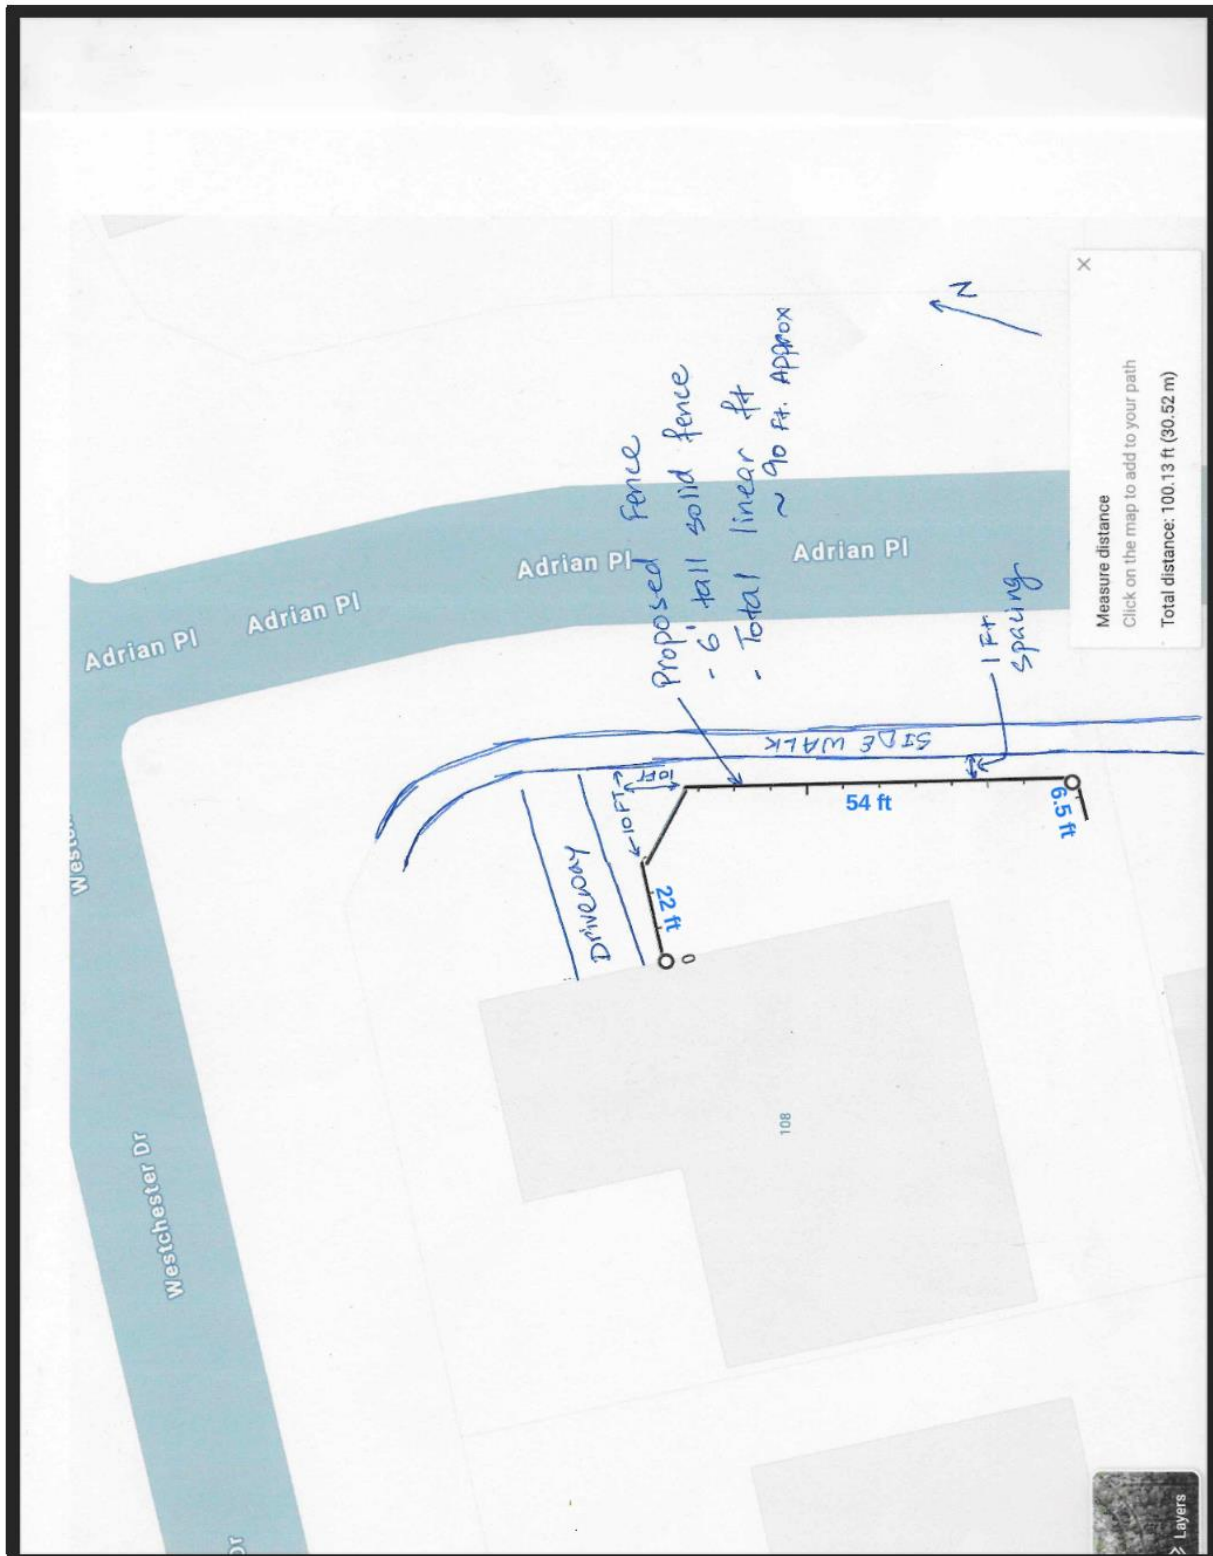 Adrian Pl
Adrian Pl
Adrian Pl
Adrian Pl
Westchester Dr
Dr
Proposed Fence
- 6' tall solid fence
- Total linear ft
~ 90 Ft. Approx
N
SIDEWALK
1 Ft
spacing
Driveway
10 FT
10 FT
22 ft
0
54 ft
6.5 ft
108
Measure distance
Click on the map to add to your path
Total distance: 100.13 ft (30.52 m)
Layers